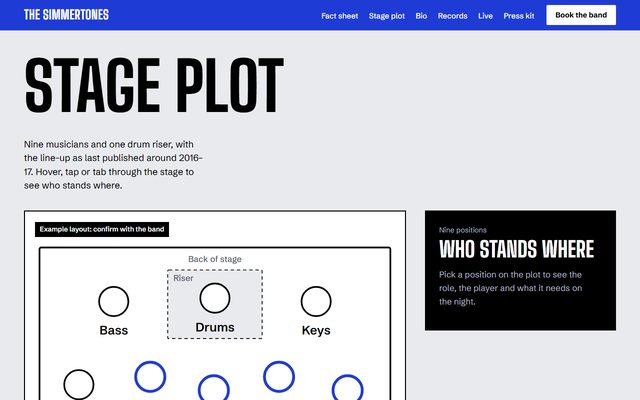 THE SIMMERTONES
Fact sheet Stage plot Bio Records Live Press kit Book the band
STAGE PLOT
Nine musicians and one drum riser, with
the line-up as last published around 2016–
17. Hover, tap or tab through the stage to
see who stands where.
Example layout: confirm with the band
Back of stage
Riser
Bass
Drums
Keys
Nine positions
WHO STANDS WHERE
Pick a position on the plot to see the
role, the player and what it needs on
the night.